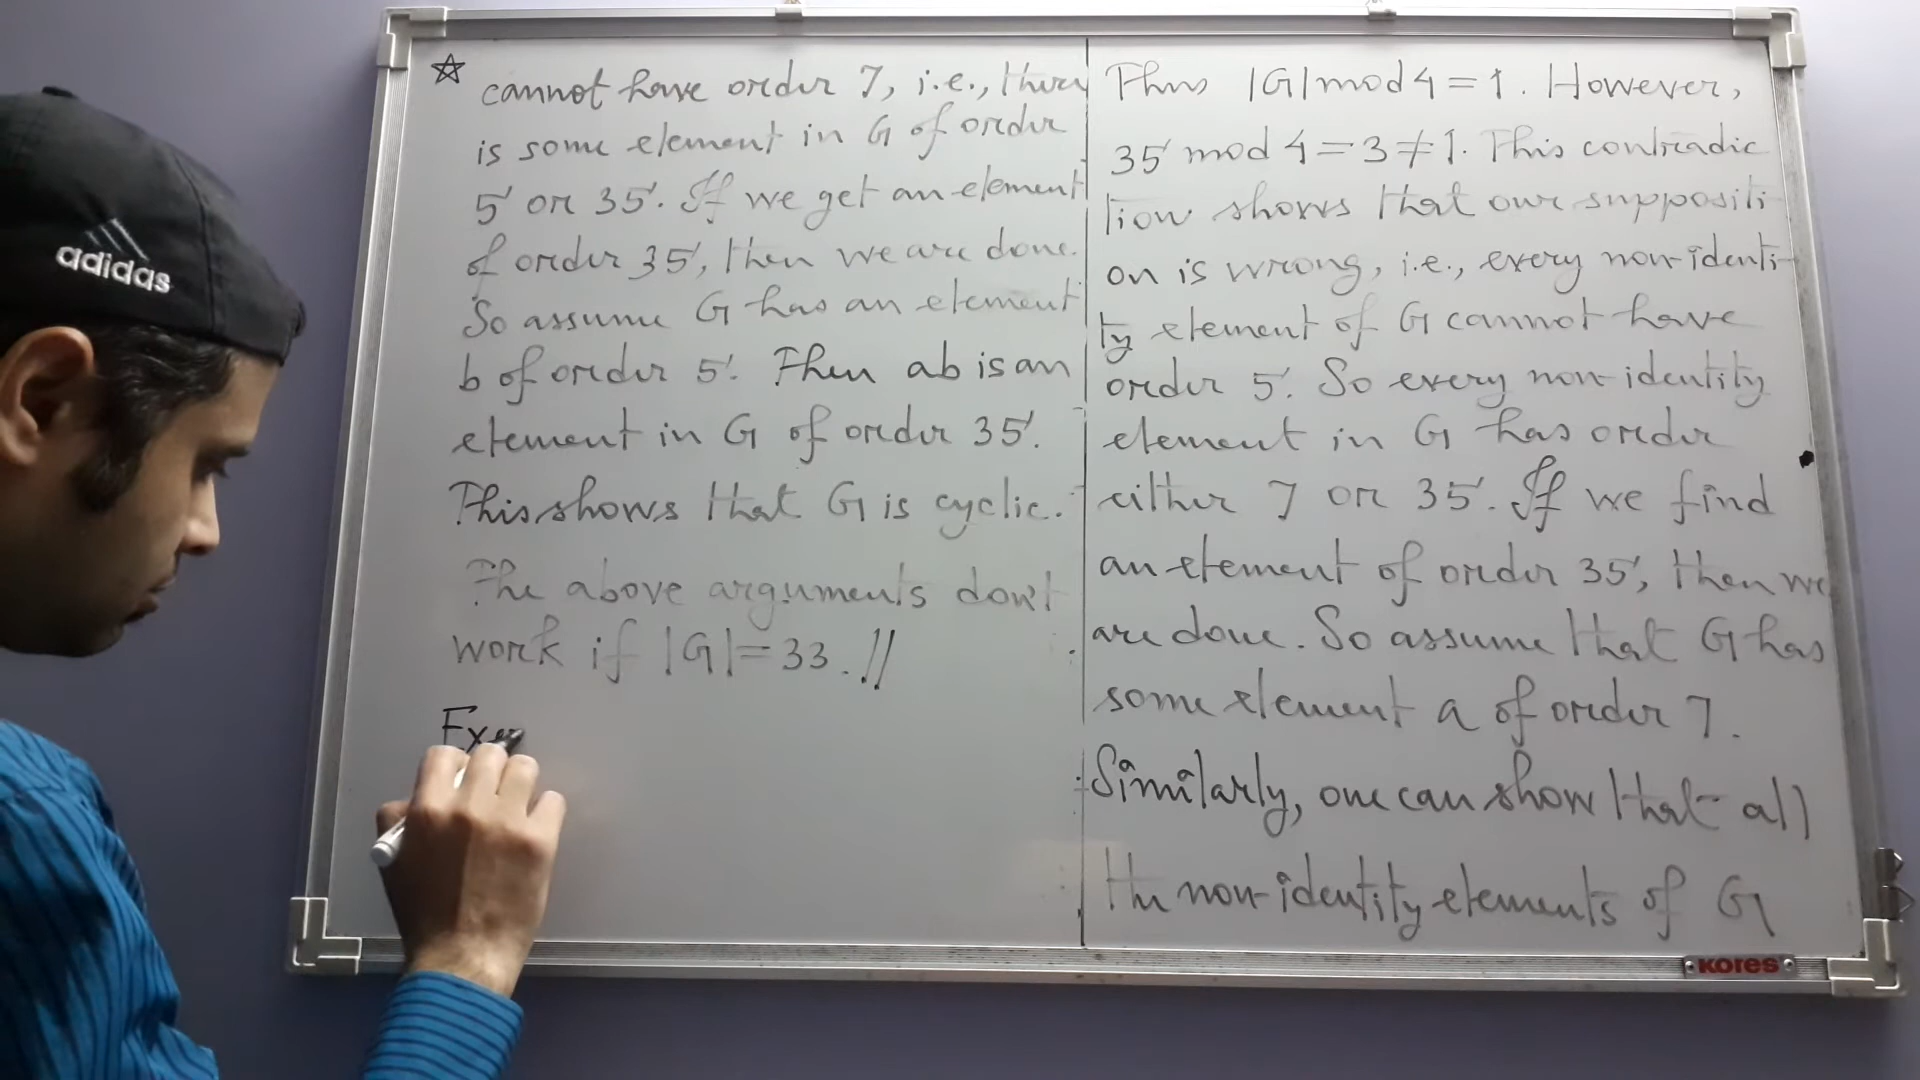 adidas
☆ cannot have order 7, i.e., there
is some element in G of order
5 or 35. If we get an element
of order 35, then we are done.
So assume G has an element
b of order 5. Then ab is an
element in G of order 35.
This shows that G is cyclic.
The above arguments don't
work if |G|=33. //
Exer
Thus |G| mod 4 = 1. However,
35 mod 4 = 3 ≠ 1. This contradic
tion shows that our suppositi
on is wrong, i.e., every non-identi-
ty element of G cannot have
order 5. So every non-identity
element in G has order
either 7 or 35. If we find
an element of order 35, then we
are done. So assume that G has
some element a of order 7.
Similarly, one can show that all
the non-identity elements of G
KORES